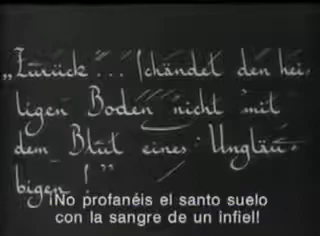 „Zurück"... schändet den hei-
ligen Boden nicht mit
dem Blut eines Ungläu-
bigen!"
¡No profanéis el santo suelo
con la sangre de un infiel!